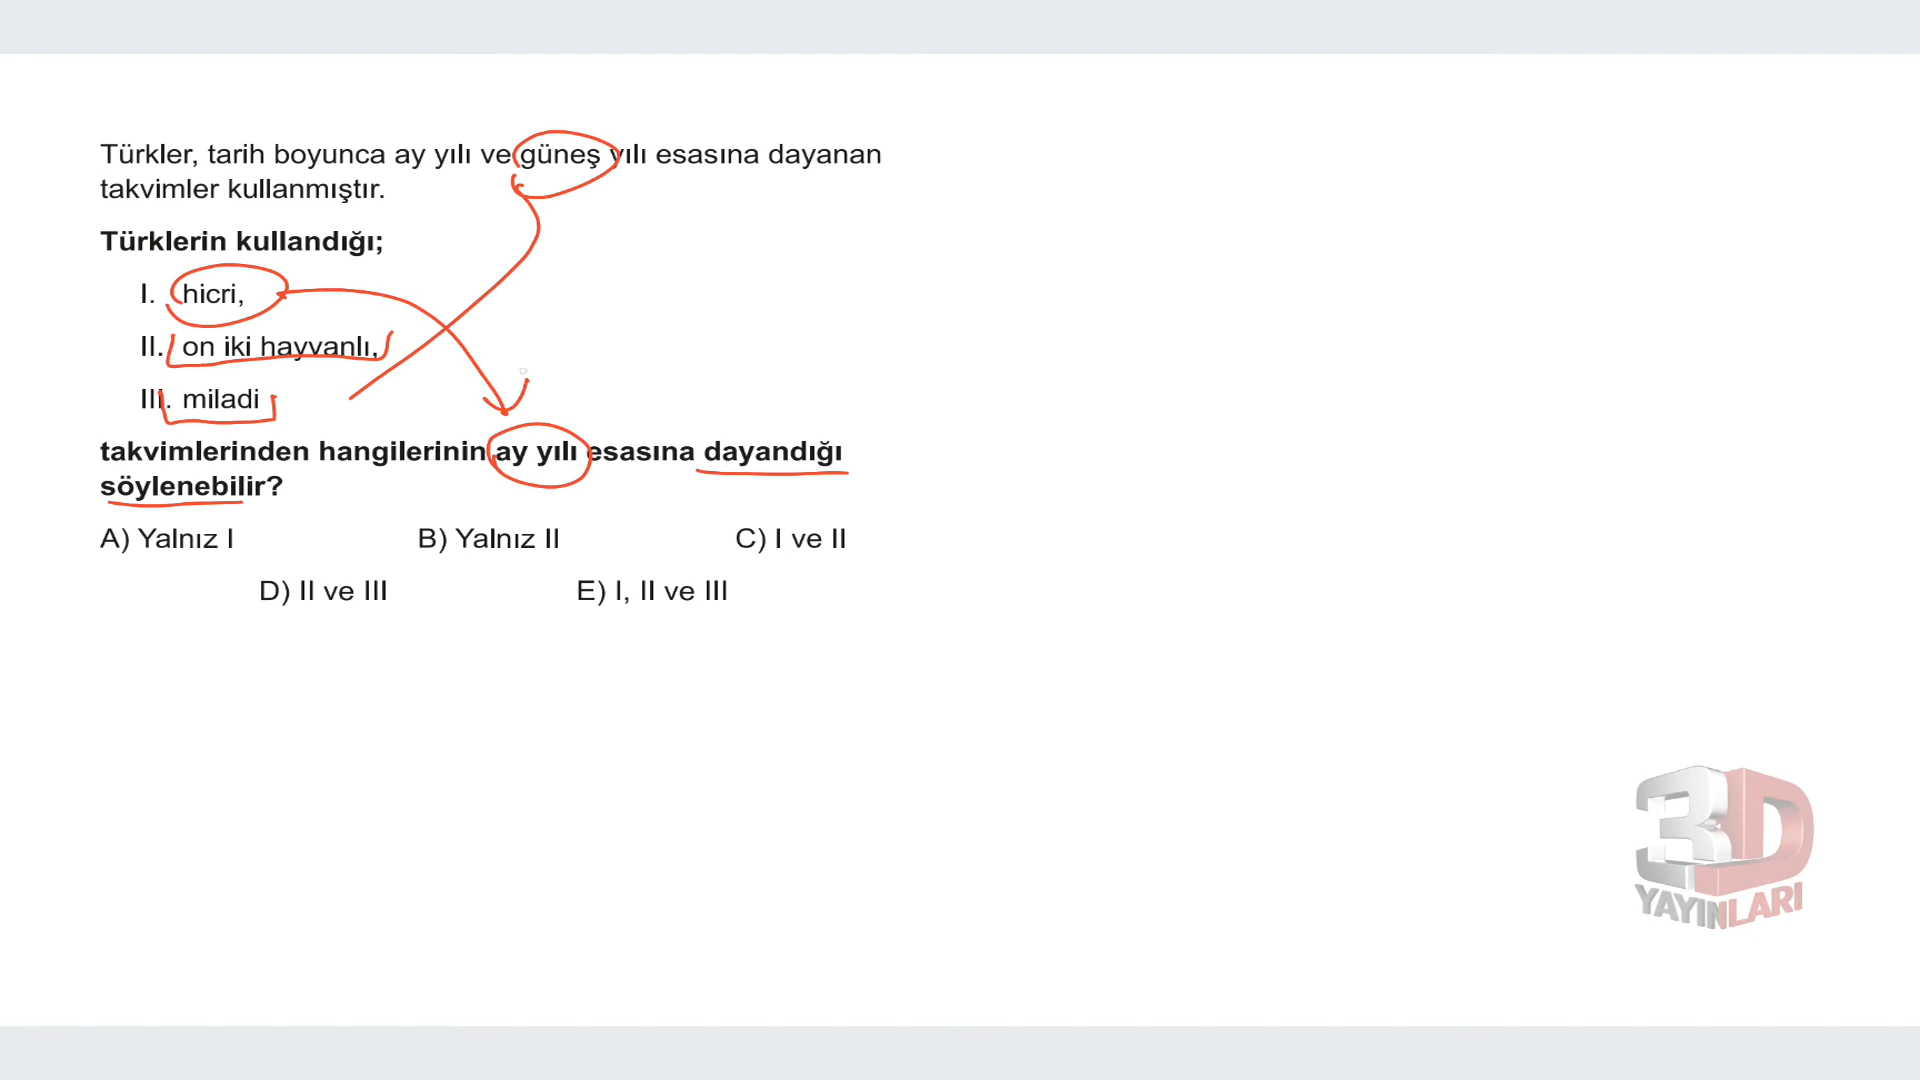 Türkler, tarih boyunca ay yılı ve güneş yılı esasına dayanan
takvimler kullanmıştır.
Türklerin kullandığı;
I. hicri,
II. on iki hayvanlı,
III. miladi
takvimlerinden hangilerinin ay yılı esasına dayandığı
söylenebilir?
A) Yalnız I B) Yalnız II C) I ve II
D) II ve III E) I, II ve III
3D
YAYINLARI